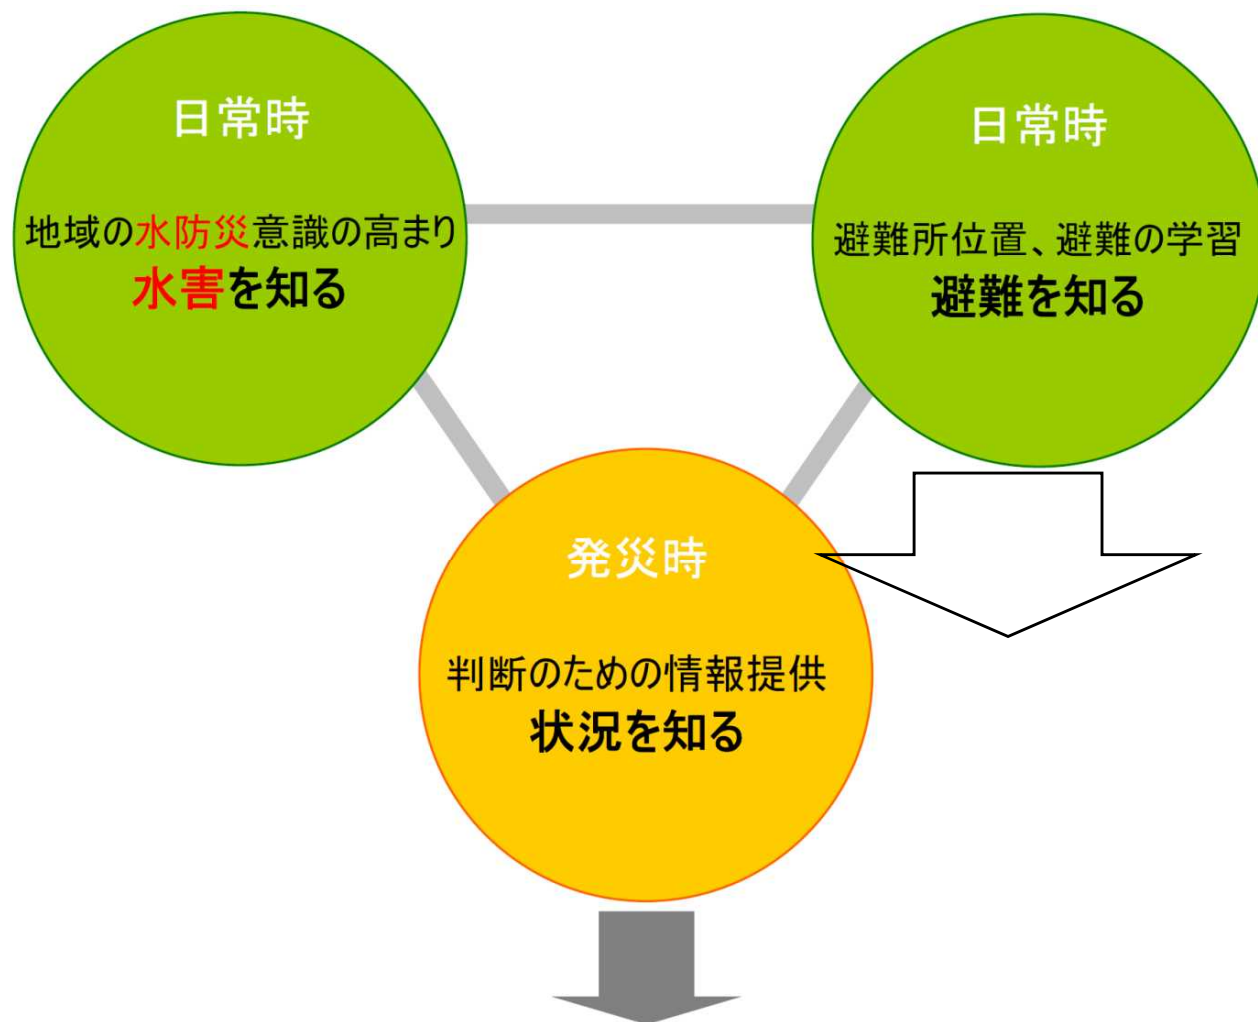 日常時
地域の水防災意識の高まり
水害を知る
日常時
避難所位置、避難の学習
避難を知る
発災時
判断のための情報提供
状況を知る